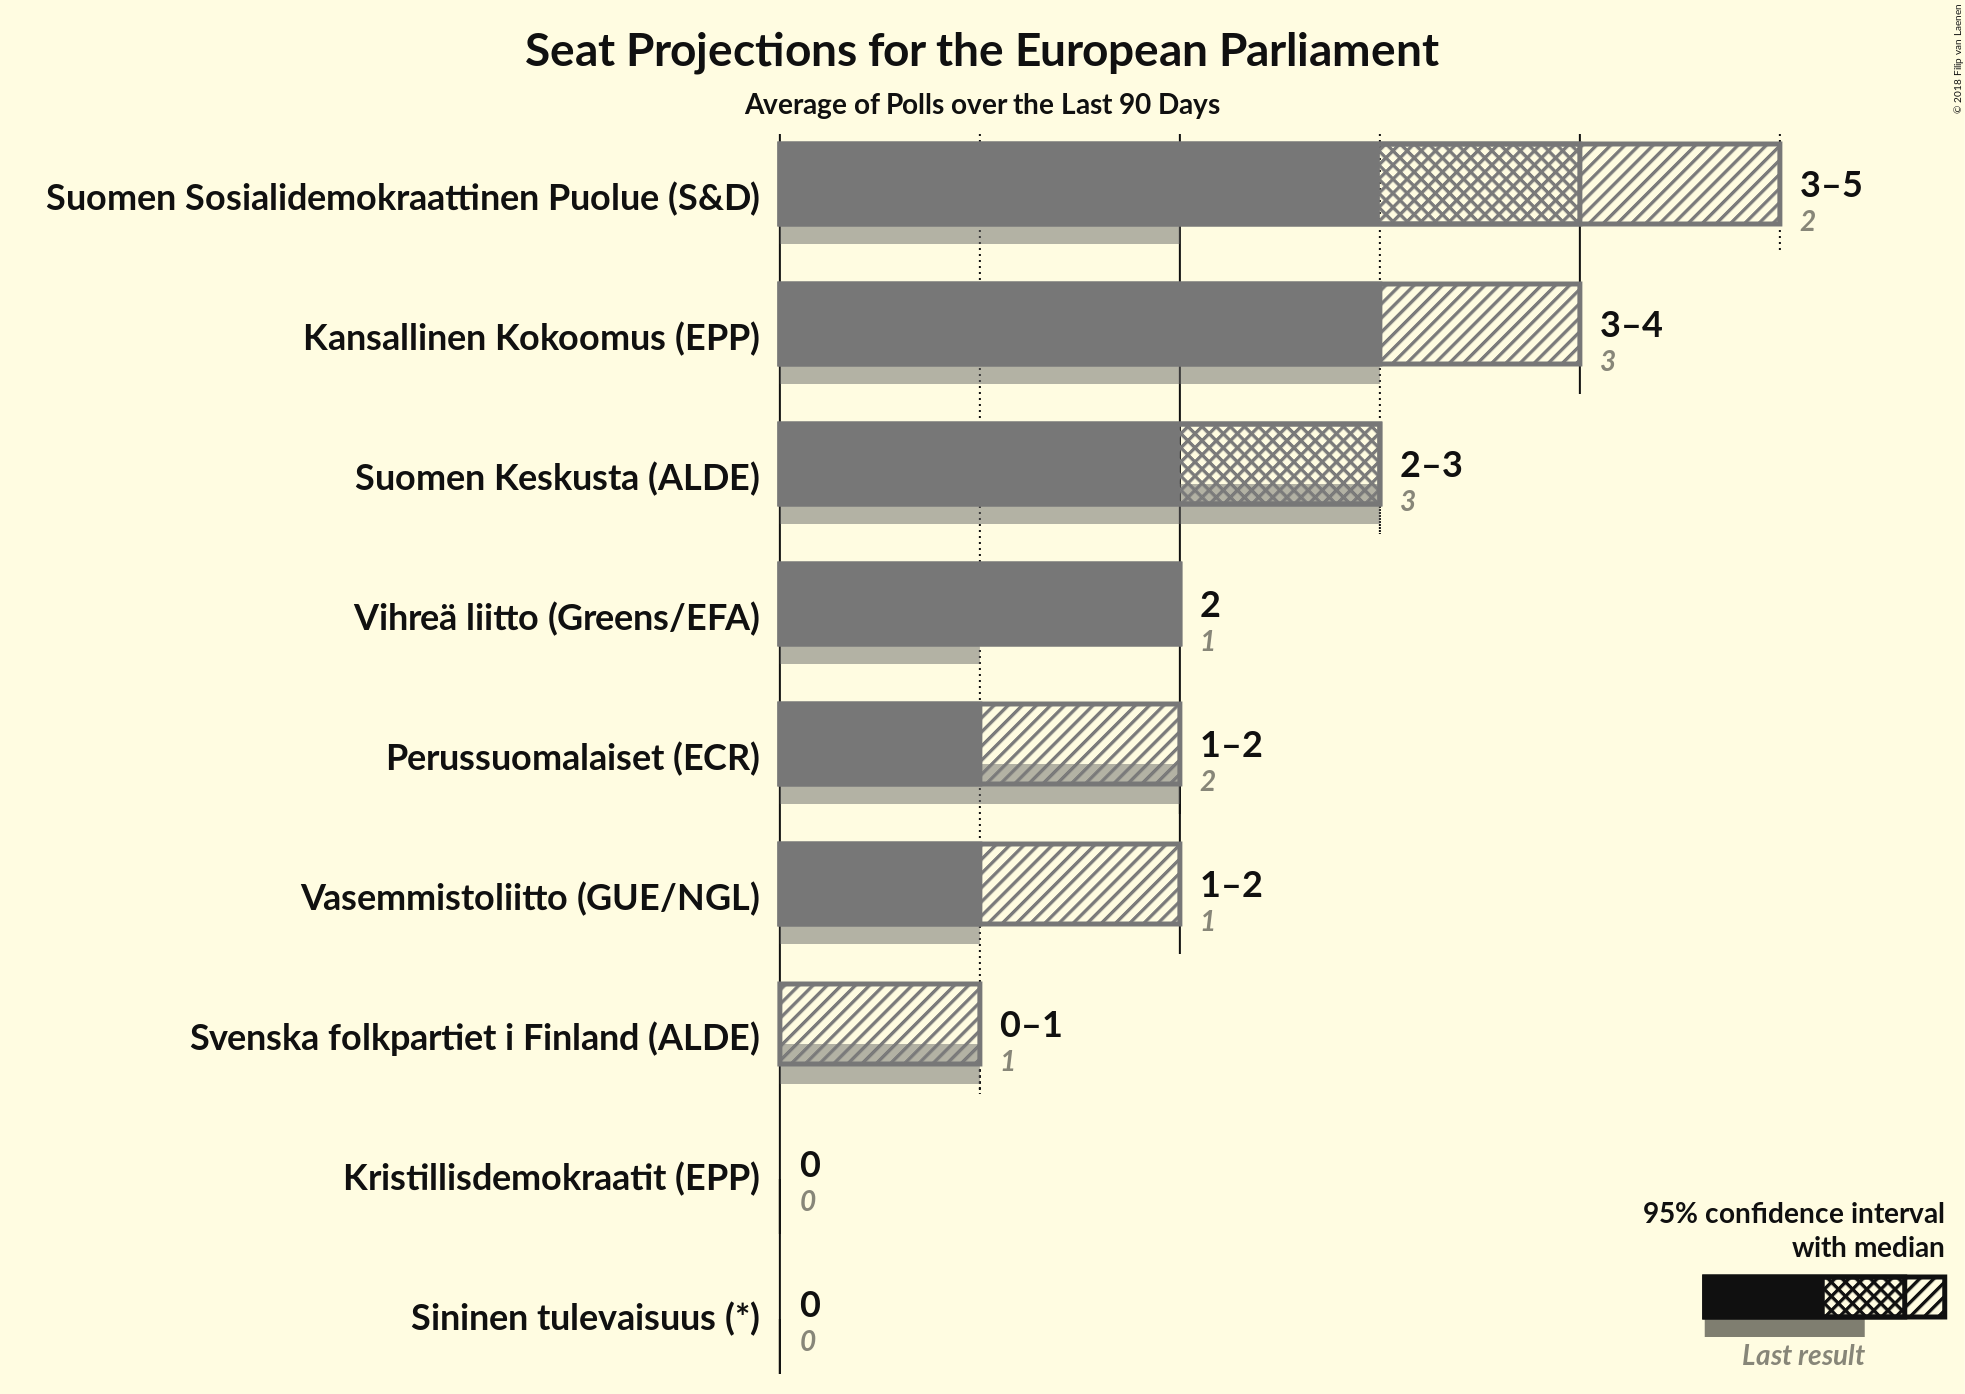 Seat Projections for the European Parliament
Average of Polls over the Last 90 Days
© 2018 Filip van Laenen
Suomen Sosialidemokraattinen Puolue (S&D)
3–5
2
Kansallinen Kokoomus (EPP)
3–4
3
Suomen Keskusta (ALDE)
2–3
3
Vihreä liitto (Greens/EFA)
2
1
Perussuomalaiset (ECR)
1–2
2
Vasemmistoliitto (GUE/NGL)
1–2
1
Svenska folkpartiet i Finland (ALDE)
0–1
1
Kristillisdemokraatit (EPP)
0
0
Sininen tulevaisuus (*)
0
0
95% confidence interval
with median
Last result